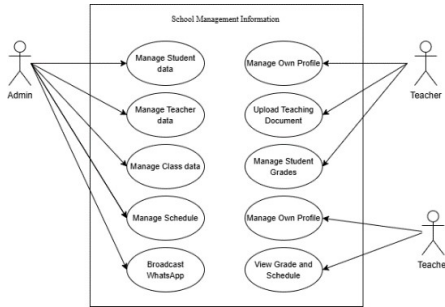 School Management Information
Manage Student
data
Manage Own Profile
Admin
Teacher
Manage Teacher
data
Upload Teaching
Document
Manage Class data
Manage Student
Grades
Manage Schedule
Manage Own Profile
Broadcast
WhatsApp
View Grade and
Schedule
Teache